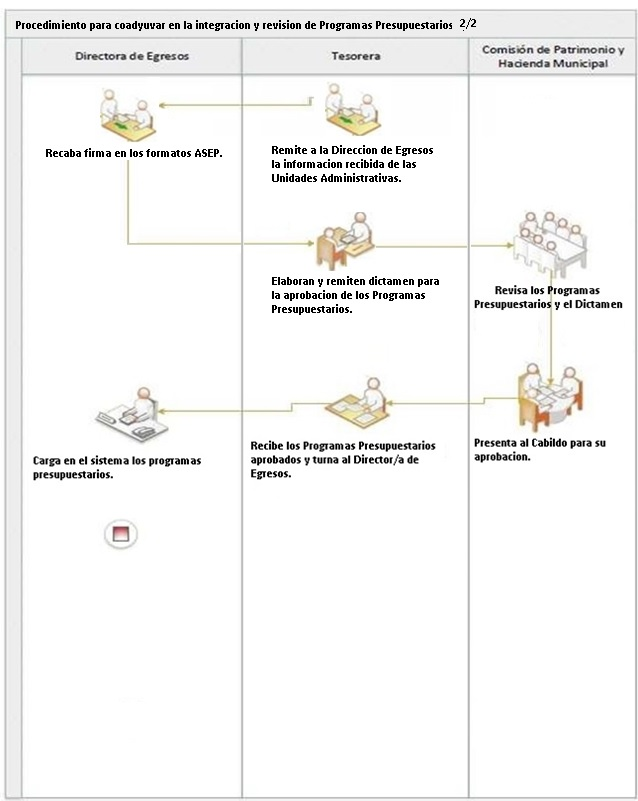 Procedimiento para coadyuvar en la integracion y revision de Programas Presupuestarios 2/2
Directora de Egresos
Tesorera
Comisión de Patrimonio y
Hacienda Municipal
Recaba firma en los formatos ASEP.
Remite a la Direccion de Egresos
la informacion recibida de las
Unidades Administrativas.
Elaboran y remiten dictamen para
la aprobacion de los Programas
Presupuestarios.
Revisa los Programas
Presupuestarios y el Dictamen
Carga en el sistema los programas
presupuestarios.
Recibe los Programas Presupuestarios
aprobados y turna al Director/a de
Egresos.
Presenta al Cabildo para su
aprobacion.